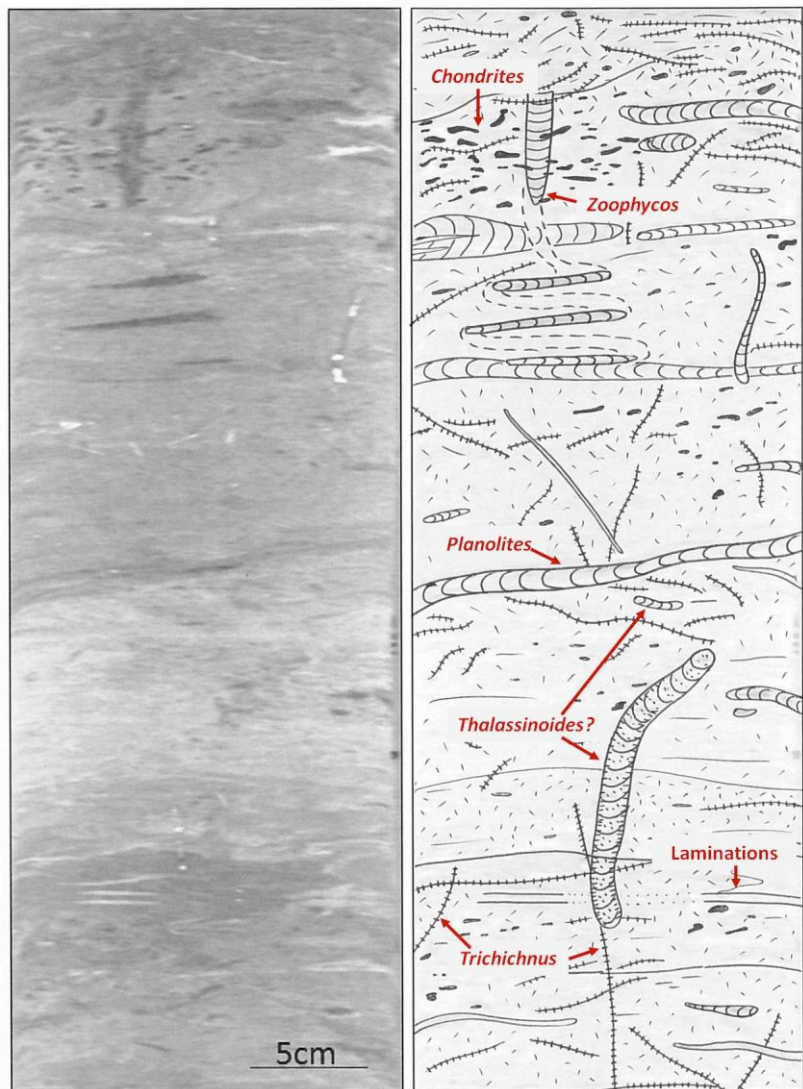 Chondrites
Zoophycos
Planolites
Thalassinoides?
Laminations
Trichichnus
5cm